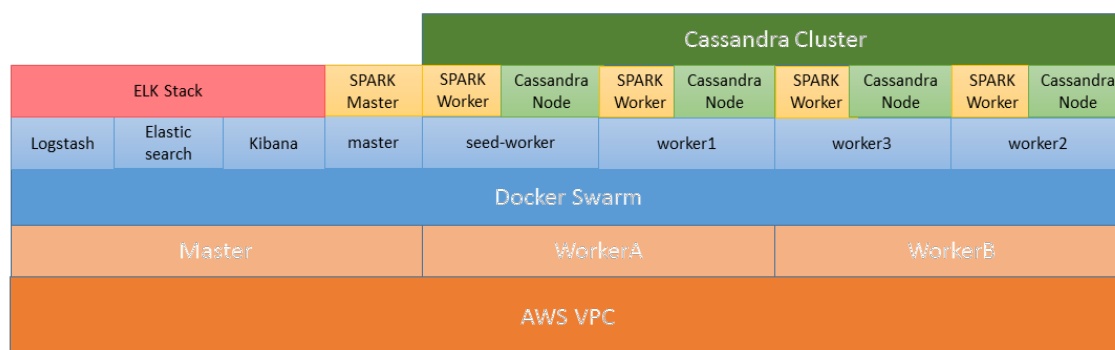 Cassandra Cluster
ELK Stack
SPARK
Master
SPARK
Worker
Cassandra
Node
SPARK
Worker
Cassandra
Node
SPARK
Worker
Cassandra
Node
SPARK
Worker
Cassandra
Node
Logstash
Elastic
search
Kibana
master
seed-worker
worker1
worker3
worker2
Docker Swarm
Master
WorkerA
WorkerB
AWS VPC